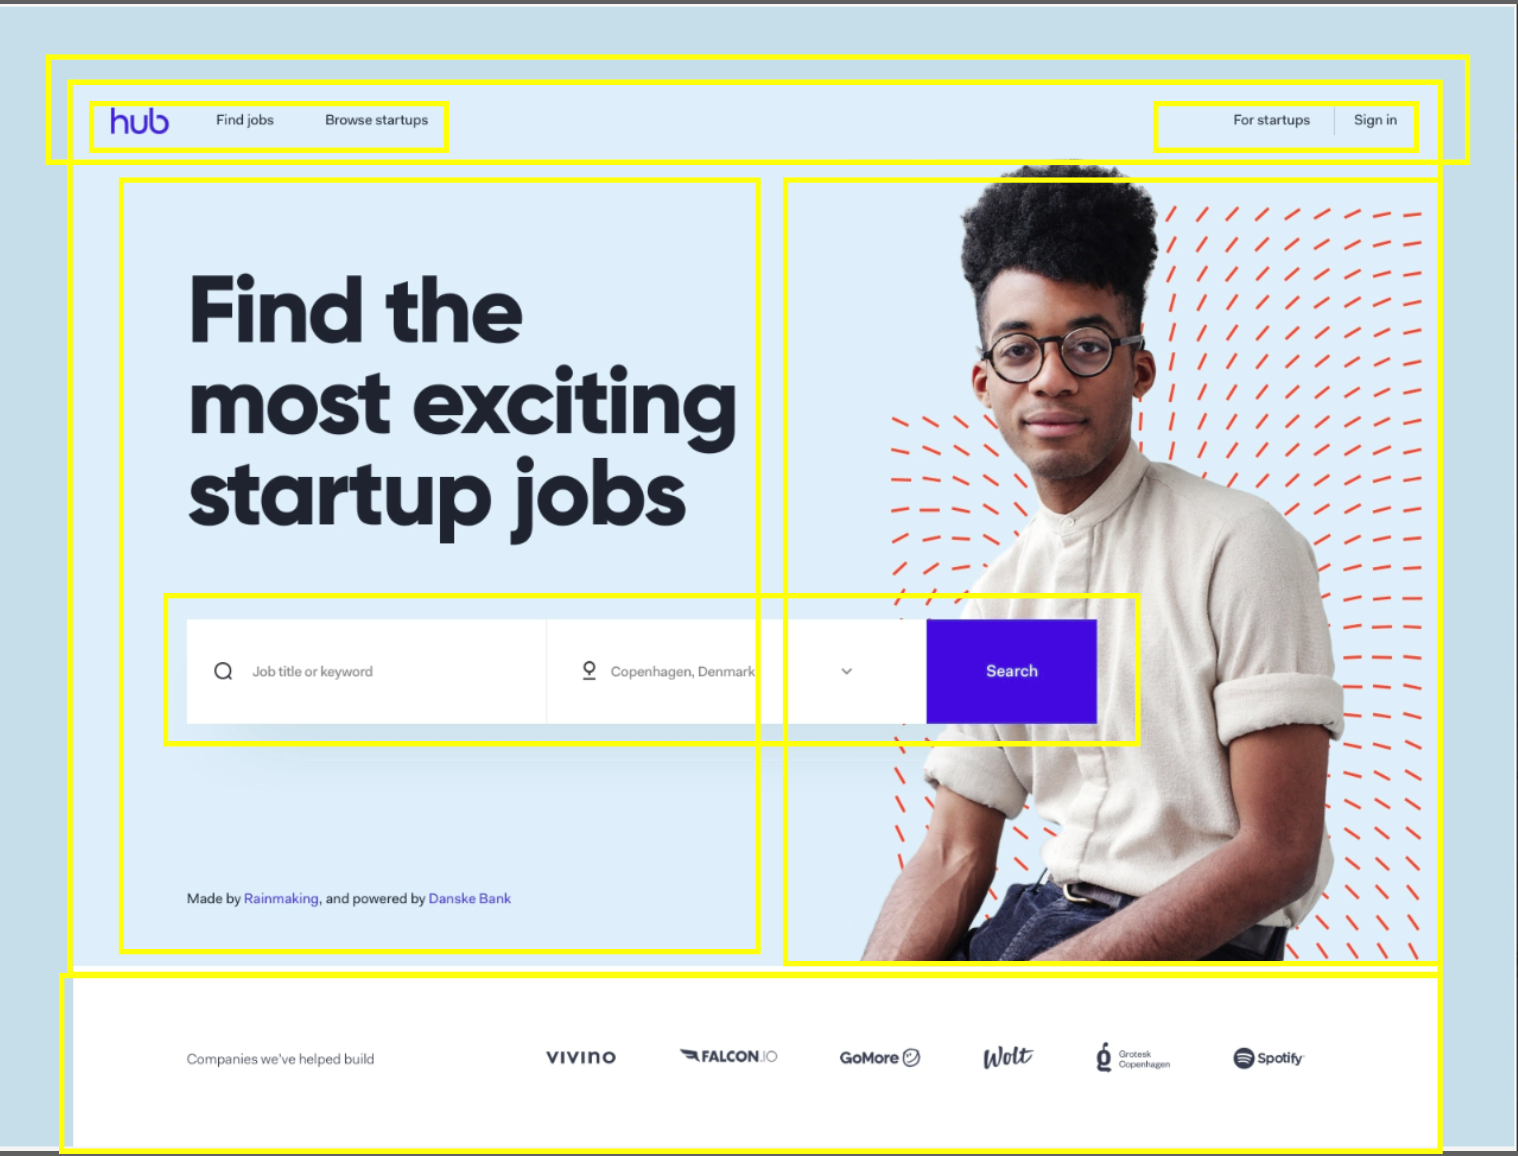 hub
Find jobs
Browse startups
For startups
Sign in
Find the
most exciting
startup jobs
Job title or keyword
Copenhagen, Denmark
Search
Made by Rainmaking, and powered by Danske Bank
Companies we've helped build
VIVINO
FALCON.IO
GoMore
Wolt
Grotesk
Copenhagen
Spotify